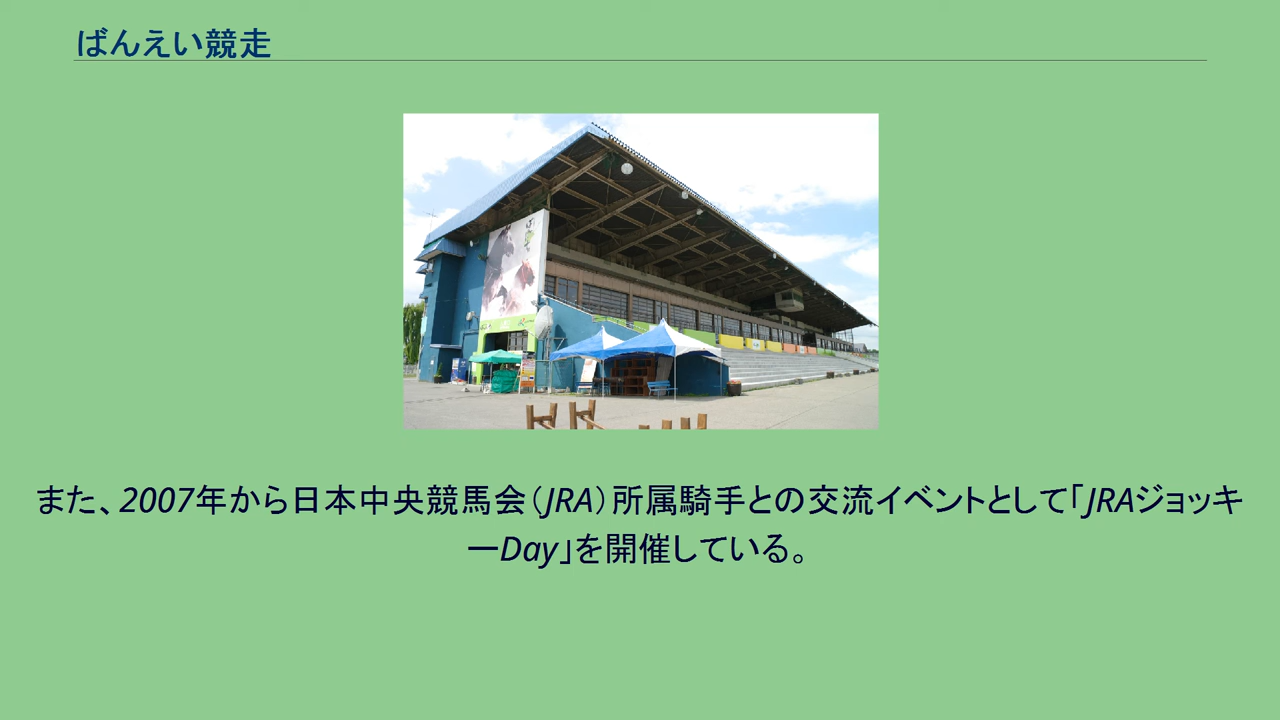 ばんえい競走
また、2007年から日本中央競馬会（JRA）所属騎手との交流イベントとして「JRAジョッキ
ーDay」を開催している。